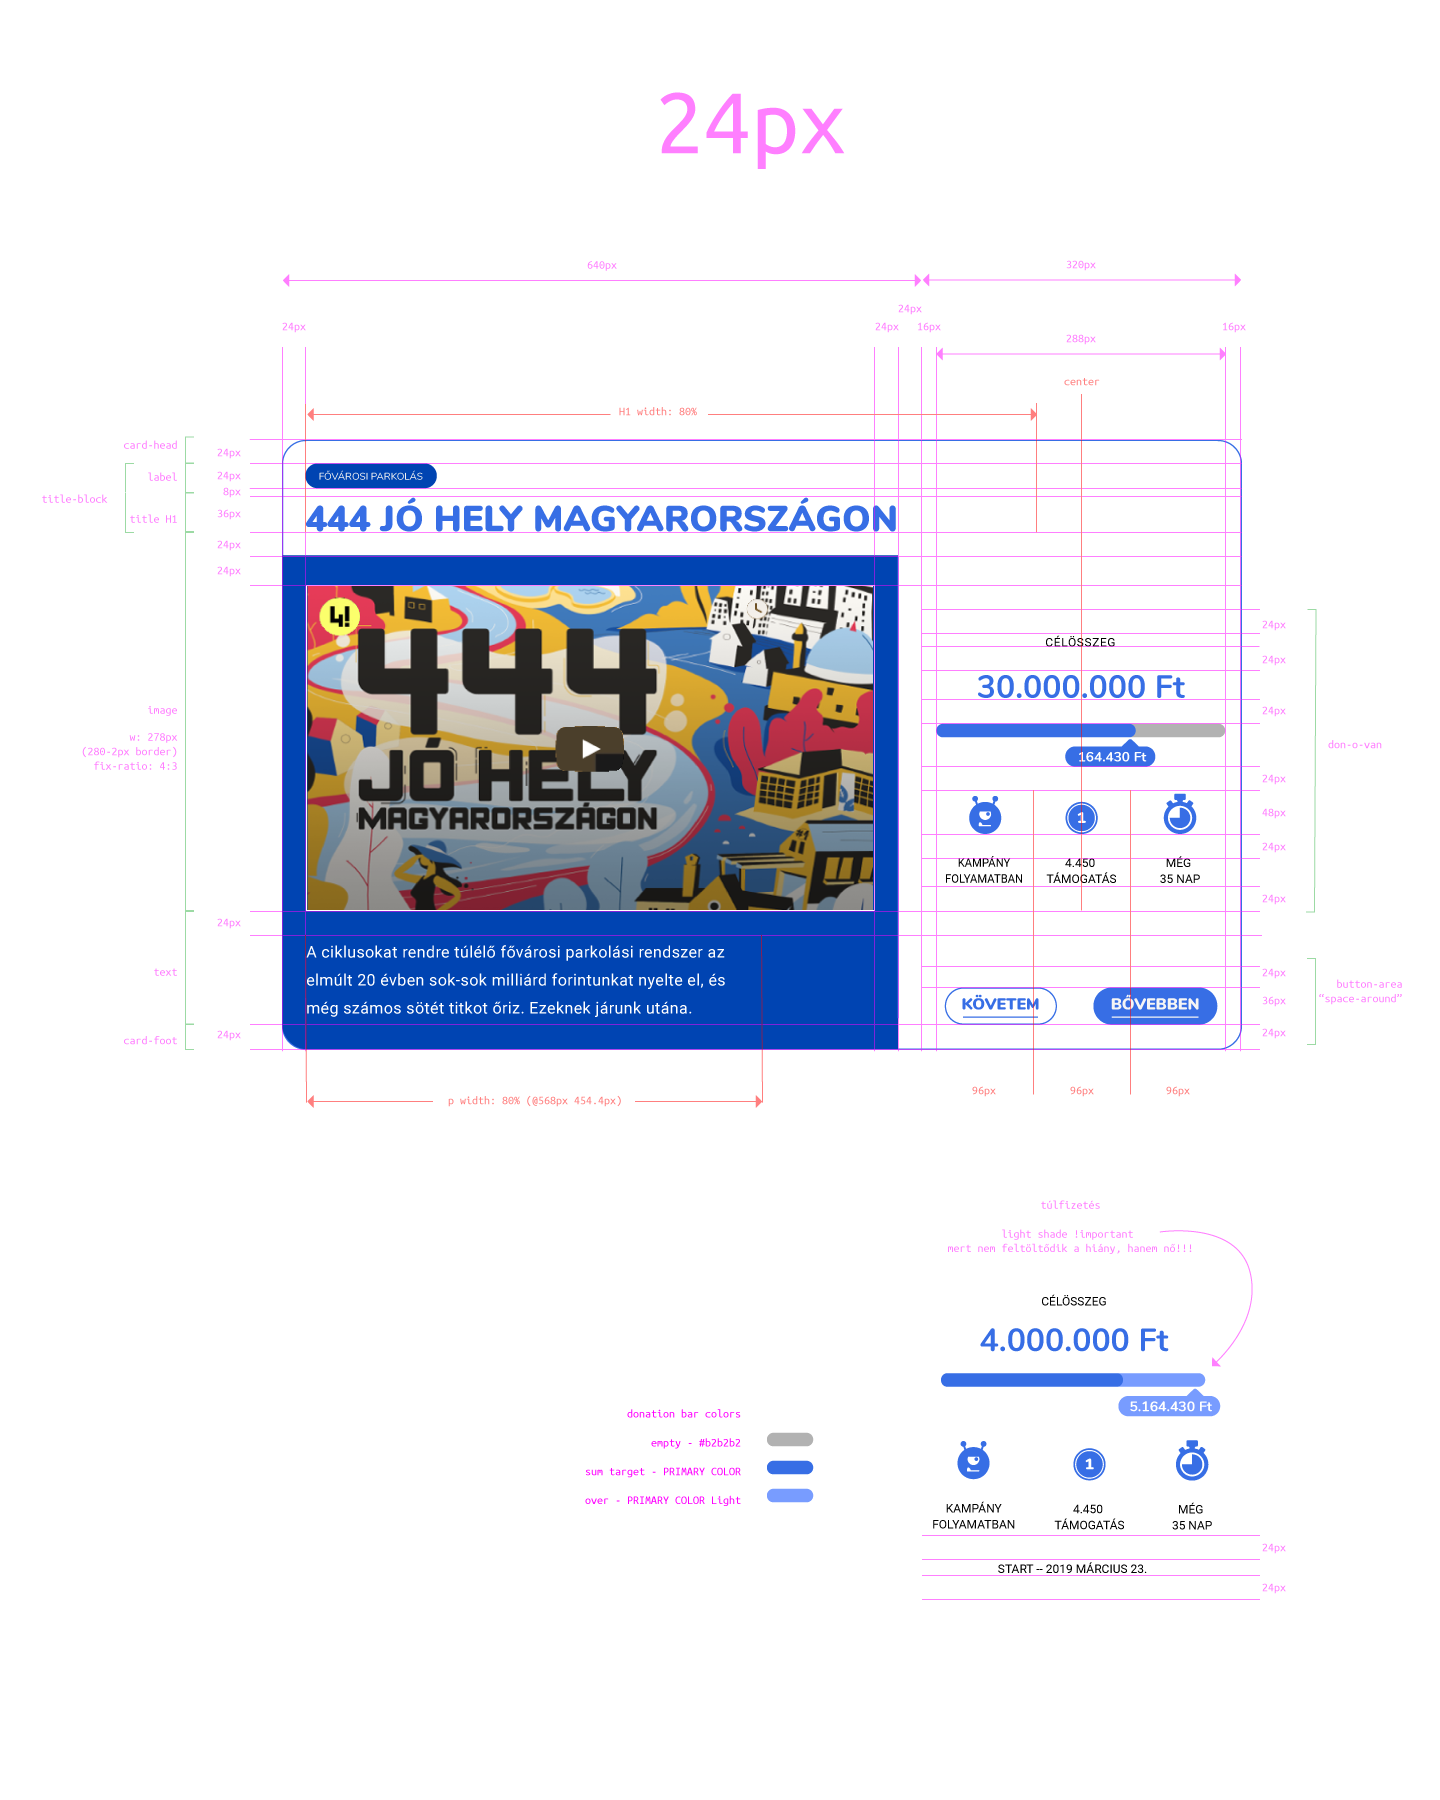 24px
640px
320px
24px
24px
24px
16px
16px
288px
center
H1 width: 80%
card-head
24px
label
24px
FŐVÁROSI PARKOLÁS
title-block
8px
title H1
36px
444 JÓ HELY MAGYARORSZÁGON
24px
24px
4!
444
JÓ HELY
MAGYARORSZÁGON
#1
image
w: 278px
(280-2px border)
fix-ratio: 4:3
24px
CÉLÖSSZEG
24px
30.000.000 Ft
24px
don-o-van
164.430 Ft
24px
1
48px
24px
KAMPÁNY
FOLYAMATBAN
4.450
TÁMOGATÁS
MÉG
35 NAP
24px
24px
text
A ciklusokat rendre túlélő fővárosi parkolási rendszer az
elmúlt 20 évben sok-sok milliárd forintunkat nyelte el, és
még számos sötét titkot őriz. Ezeknek járunk utána.
24px
button-area
"space-around"
KÖVETEM
BŐVEBBEN
36px
24px
card-foot
24px
p width: 80% (@568px 454.4px)
96px
96px
96px
túlfizetés
light shade !important
mert nem feltöltődik a hiány, hanem nő!!!
CÉLÖSSZEG
4.000.000 Ft
5.164.430 Ft
donation bar colors
empty - #b2b2b2
sum target - PRIMARY COLOR
over - PRIMARY COLOR Light
1
KAMPÁNY
FOLYAMATBAN
4.450
TÁMOGATÁS
MÉG
35 NAP
24px
START -- 2019 MÁRCIUS 23.
24px